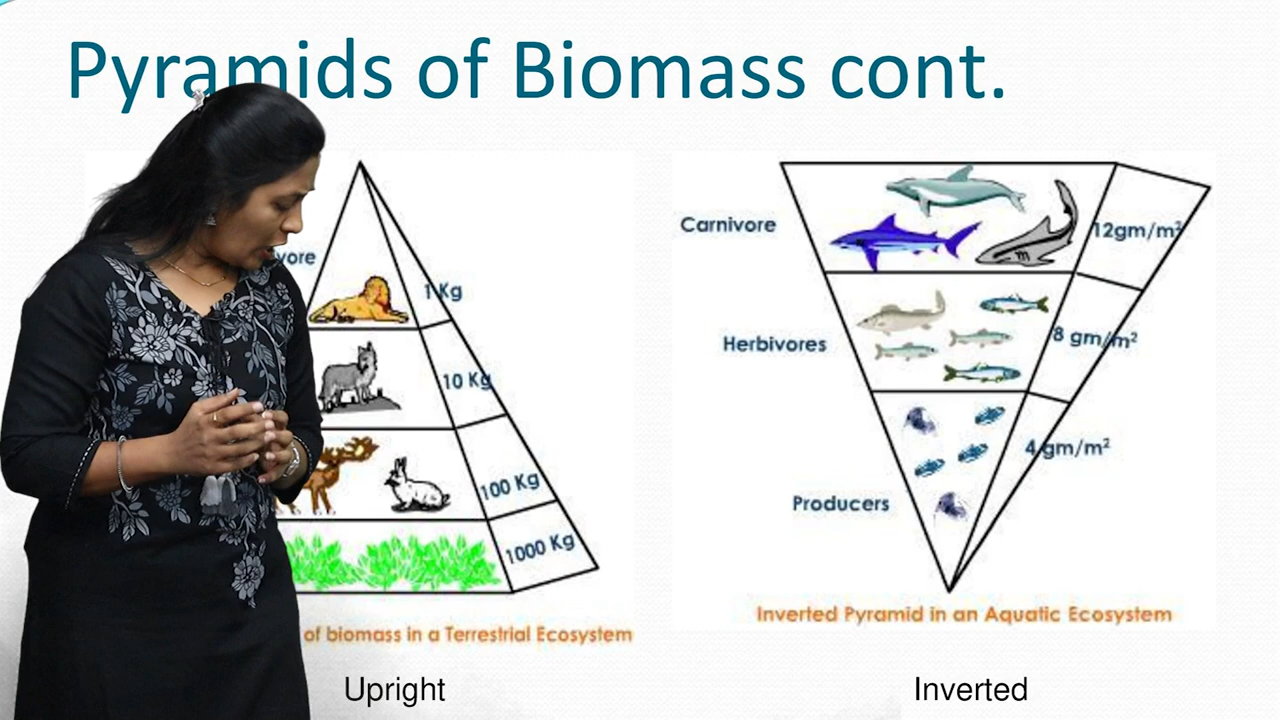 Pyramids of Biomass cont.
vore
1 Kg
10 Kg
100 Kg
1000 Kg
of biomass in a Terrestrial Ecosystem
Upright
Carnivore
12gm/m²
Herbivores
8 gm/m²
4 gm/m²
Producers
Inverted Pyramid in an Aquatic Ecosystem
Inverted